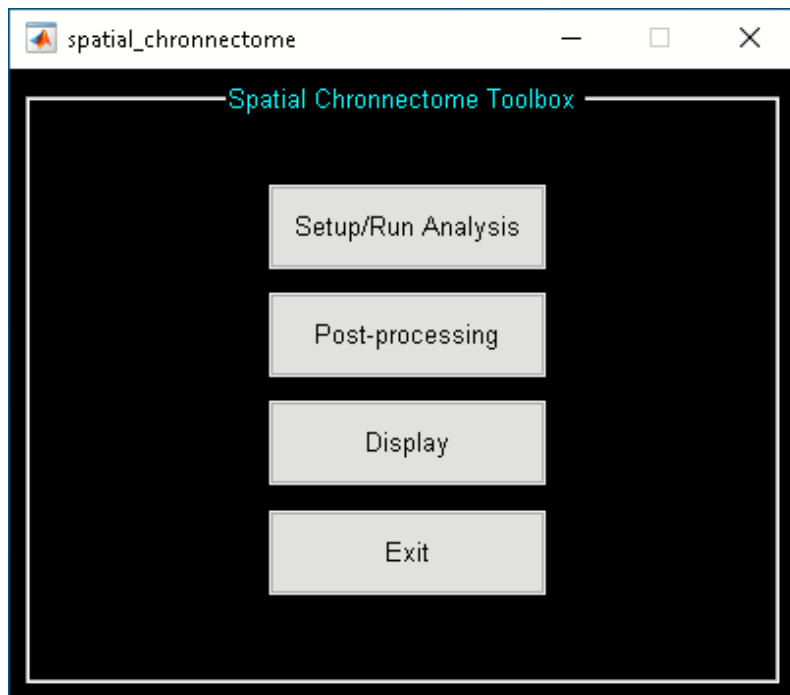 spatial_chronnectome
Spatial Chronnectome Toolbox
Setup/Run Analysis
Post-processing
Display
Exit